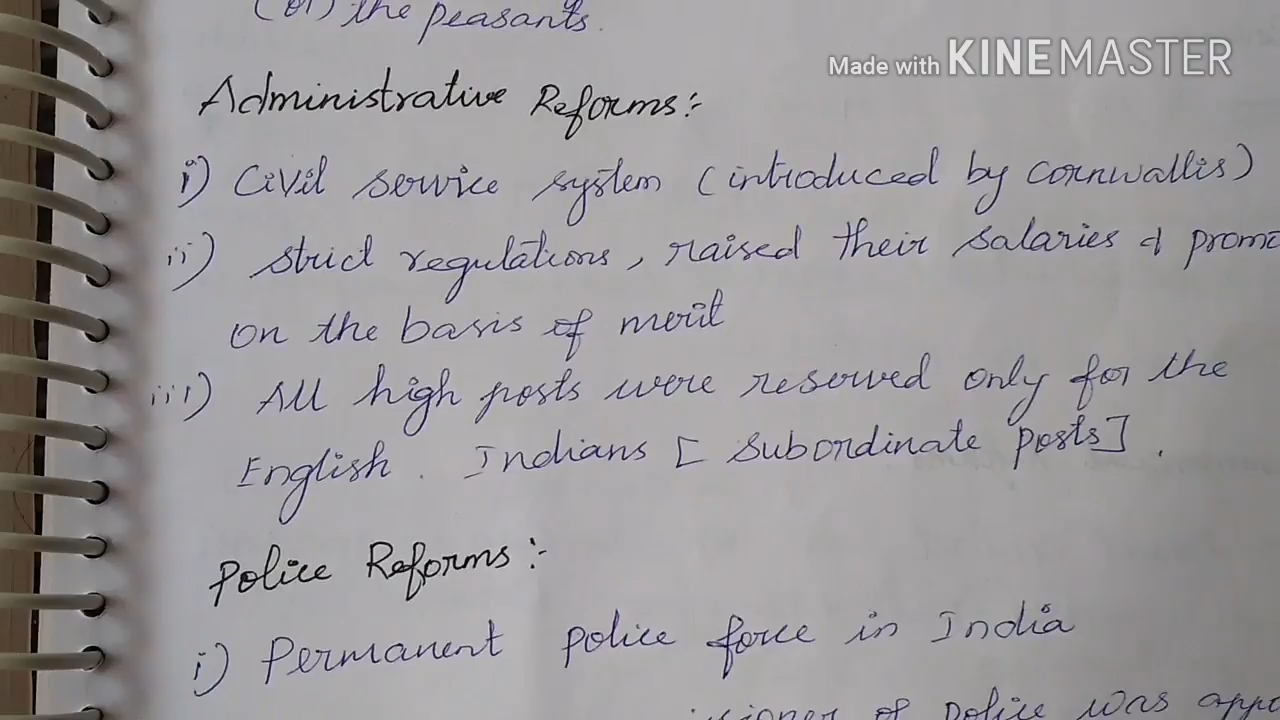 (or) the peasants.
Made with KINEMASTER
Administrative Reforms:-
i) Civil service system (introduced by cornwallis)
ii) strict regulations, raised their salaries &
on the basis of merit
iii) All high posts were reserved only for the
English. Indians [subordinate posts].
Police Reforms:-
i) Permanent police force in India
of police was